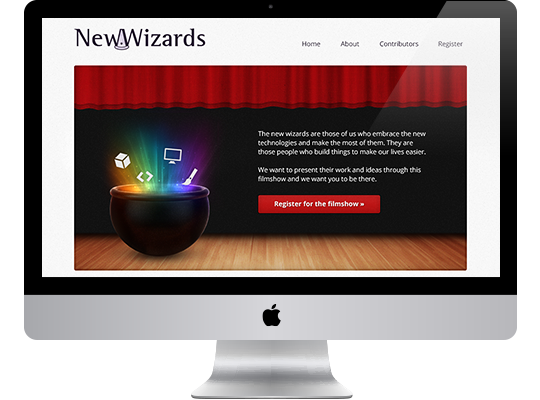 NewWizards
Home About Contributors Register
The new wizards are those of us who embrace the new
technologies and make the most of them. They are
those people who build things to make our lives easier.
We want to present their work and ideas through this
filmshow and we want you to be there.
Register for the filmshow »